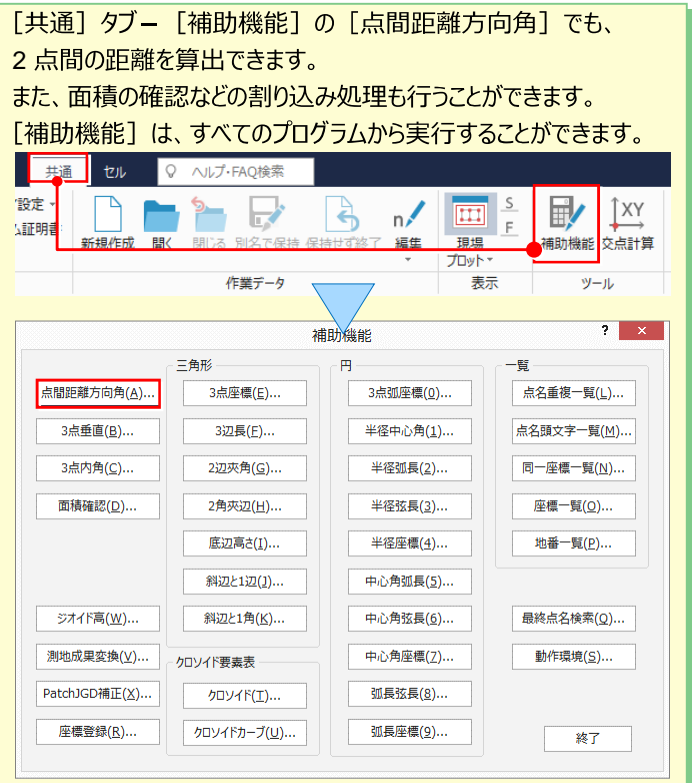 ［共通］タブー［補助機能］の［点間距離方向角］でも、
2 点間の距離を算出できます。
また、面積の確認などの割り込み処理も行うことができます。
［補助機能］は、すべてのプログラムから実行することができます。
共通 セル ヘルプ・FAQ検索
設定
証明書
新規作成 開く 閉じる 別名で保持 保持せず終了 編集
現場
プロット
S
F
補助機能 XY 交点計算
作業データ 表示 ツール
補助機能 ? ×
三角形 円 一覧
点間距離方向角(A)... 3点座標(E)... 3点弧座標(0)... 点名重複一覧(L)...
3点垂直(B)... 3辺長(F)... 半径中心角(1)... 点名頭文字一覧(M)...
3点内角(C)... 2辺夾角(G)... 半径弧長(2)... 同一座標一覧(N)...
面積確認(D)... 2角夾辺(H)... 半径弦長(3)... 座標一覧(O)...
底辺高さ(I)... 半径座標(4)... 地番一覧(P)...
斜辺と1辺(J)... 中心角弧長(5)...
ジオイド高(W)... 斜辺と1角(K)... 中心角弦長(6)... 最終点名検索(Q)...
測地成果変換(V)... クロソイド要素表 中心角座標(7)... 動作環境(S)...
PatchJGD補正(X)... クロソイド(T)... 弧長弦長(8)...
座標登録(R)... クロソイドカーブ(U)... 弧長座標(9)... 終了